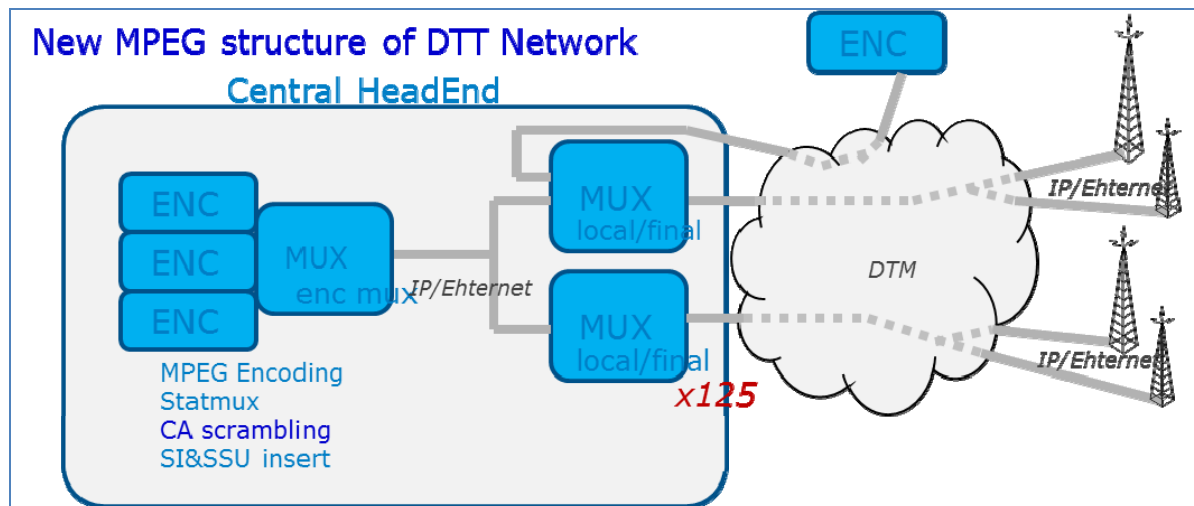 New MPEG structure of DTT Network
Central HeadEnd
ENC
ENC
ENC
ENC
MUX
enc mux
IP/Ehternet
MUX
local/final
MUX
local/final
x125
DTM
IP/Ehternet
IP/Ehternet
MPEG Encoding
Statmux
CA scrambling
SI&SSU insert